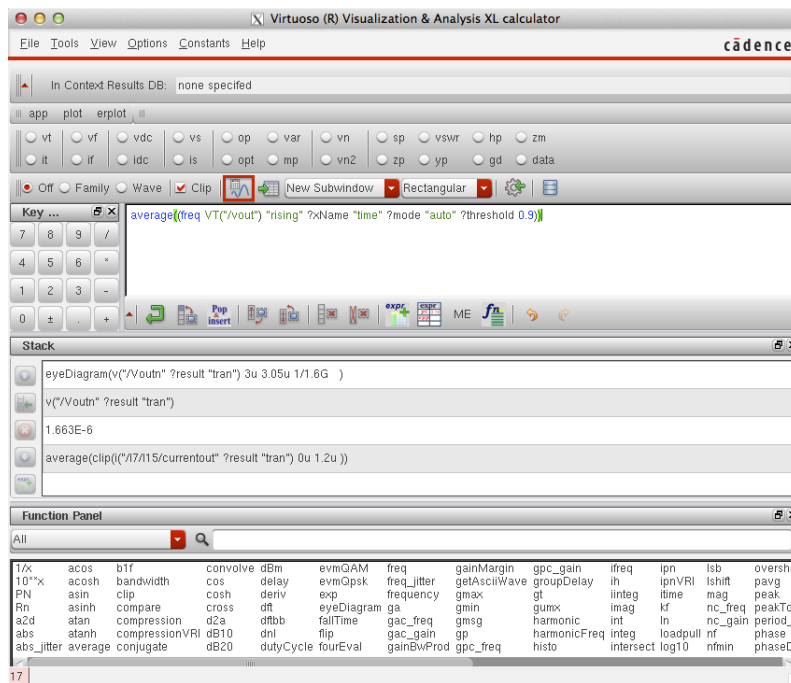 Virtuoso (R) Visualization & Analysis XL calculator
File Tools View Options Constants Help
cādence
In Context Results DB: none specifed
app plot erplot
vt vf vdc vs op var vn sp vswr hp zm
it if idc is opt mp vn2 zp yp gd data
Off Family Wave Clip New Subwindow Rectangular
Key ...
average((freq VT("/vout") "rising" ?xName "time" ?mode "auto" ?threshold 0.9))
7 8 9 /
4 5 6 *
1 2 3 -
0 ± . +
Pop insert expr expr ME fn
Stack
eyeDiagram(v("/Voutn" ?result "tran") 3u 3.05u 1/1.6G )
v("/Voutn" ?result "tran")
1.663E-6
average(clip(i("/I7/I15/currentout" ?result "tran") 0u 1.2u ))
expr
Function Panel
All
1/x acos b1f convolve dBm evmQAM freq gainMargin gpc_gain ifreq ipn lsb oversh
10**x acosh bandwidth cos delay evmQpsk freq_jitter getAsciiWave groupDelay ih ipnVRI lshift pavg
PN asin clip cosh deriv exp frequency gmax gt iinteg itime mag peak
Rn asinh compare cross dft eyeDiagram ga gmin gumx imag kf nc_freq peakTo
a2d atan compression d2a dftbb fallTime gac_freq gmsg harmonic int ln nc_gain period_
abs atanh compressionVRI dB10 dnl flip gac_gain gp harmonicFreq integ loadpull nf phase
abs_jitter average conjugate dB20 dutyCycle fourEval gainBwProd gpc_freq histo intersect log10 nfmin phaseD
17